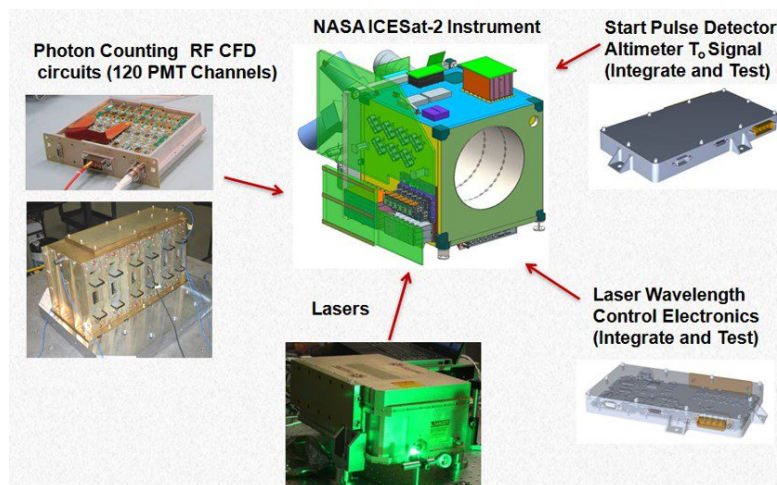 NASA ICESat-2 Instrument
Photon Counting RF CFD
circuits (120 PMT Channels)
Start Pulse Detector
Altimeter To Signal
(Integrate and Test)
Lasers
Laser Wavelength
Control Electronics
(Integrate and Test)